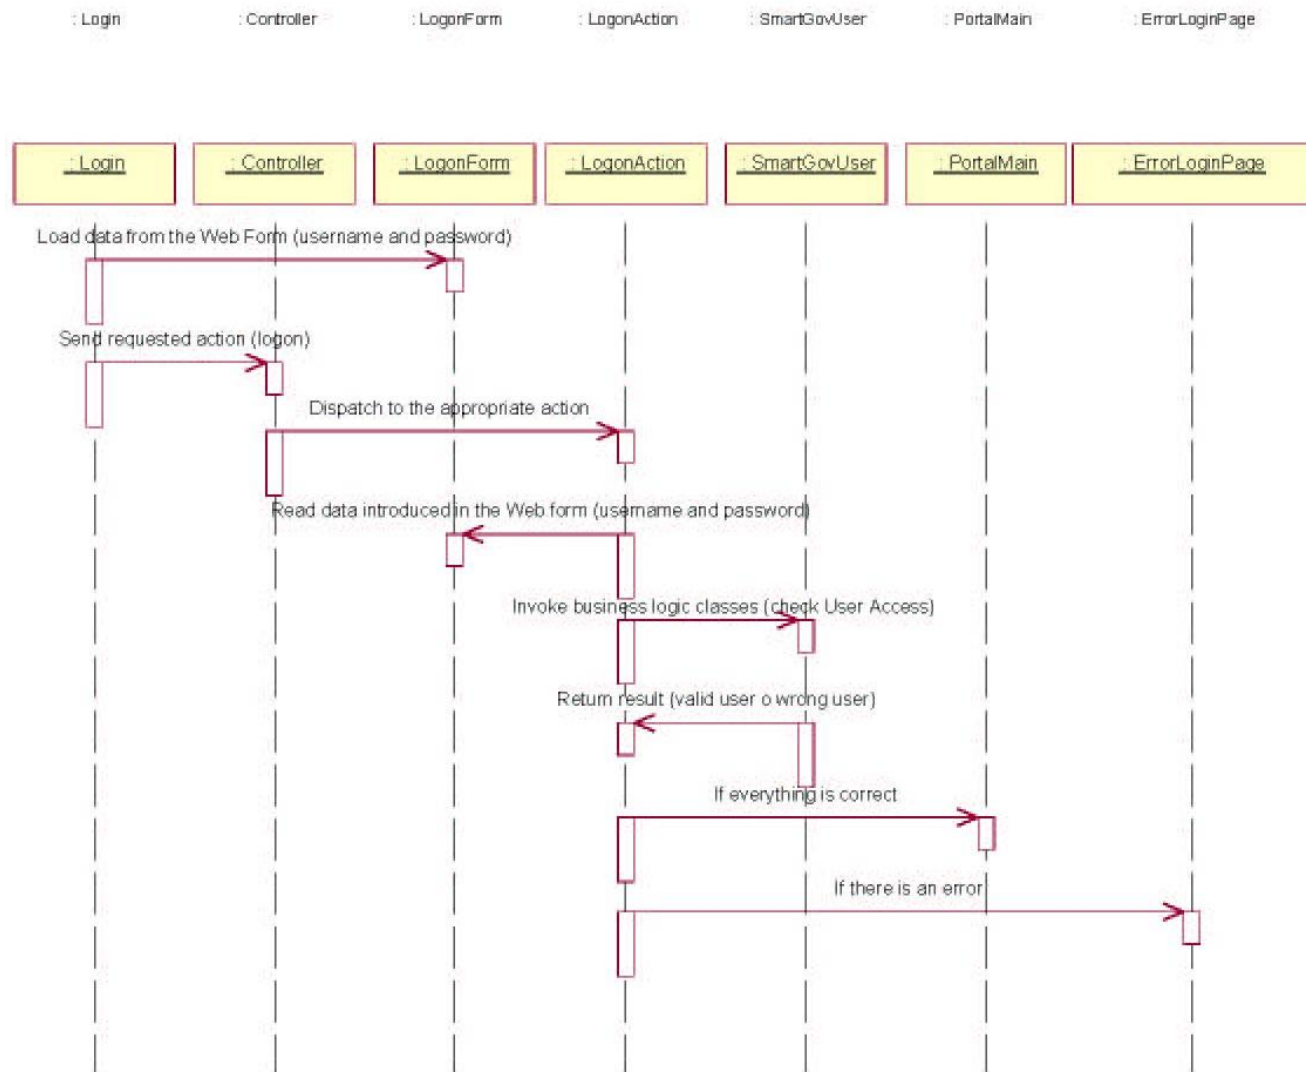 : Login
: Controller
: LogonForm
: LogonAction
: SmartGovUser
: PortalMain
: ErrorLoginPage
: Login
: Controller
: LogonForm
: LogonAction
: SmartGovUser
: PortalMain
: ErrorLoginPage
Load data from the Web Form (username and password)
Send requested action (logon)
Dispatch to the appropriate action
Read data introduced in the Web form (username and password)
Invoke business logic classes (check User Access)
Return result (valid user o wrong user)
If everything is correct
If there is an error